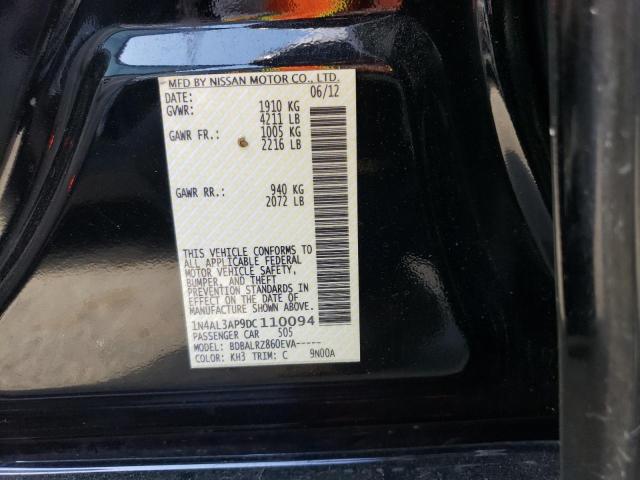 MFD BY NISSAN MOTOR CO., LTD.
DATE: 06/12
GVWR: 1910 KG
4211 LB
GAWR FR.: 1005 KG
2216 LB
GAWR RR.: 940 KG
2072 LB
THIS VEHICLE CONFORMS TO
ALL APPLICABLE FEDERAL
MOTOR VEHICLE SAFETY,
BUMPER, AND THEFT
PREVENTION STANDARDS IN
EFFECT ON THE DATE OF
MANUFACTURE SHOWN ABOVE.
1N4AL3AP9DC110094
PASSENGER CAR 505
MODEL: BDBALRZ860EVA-----
COLOR: KH3 TRIM: C 9N00A